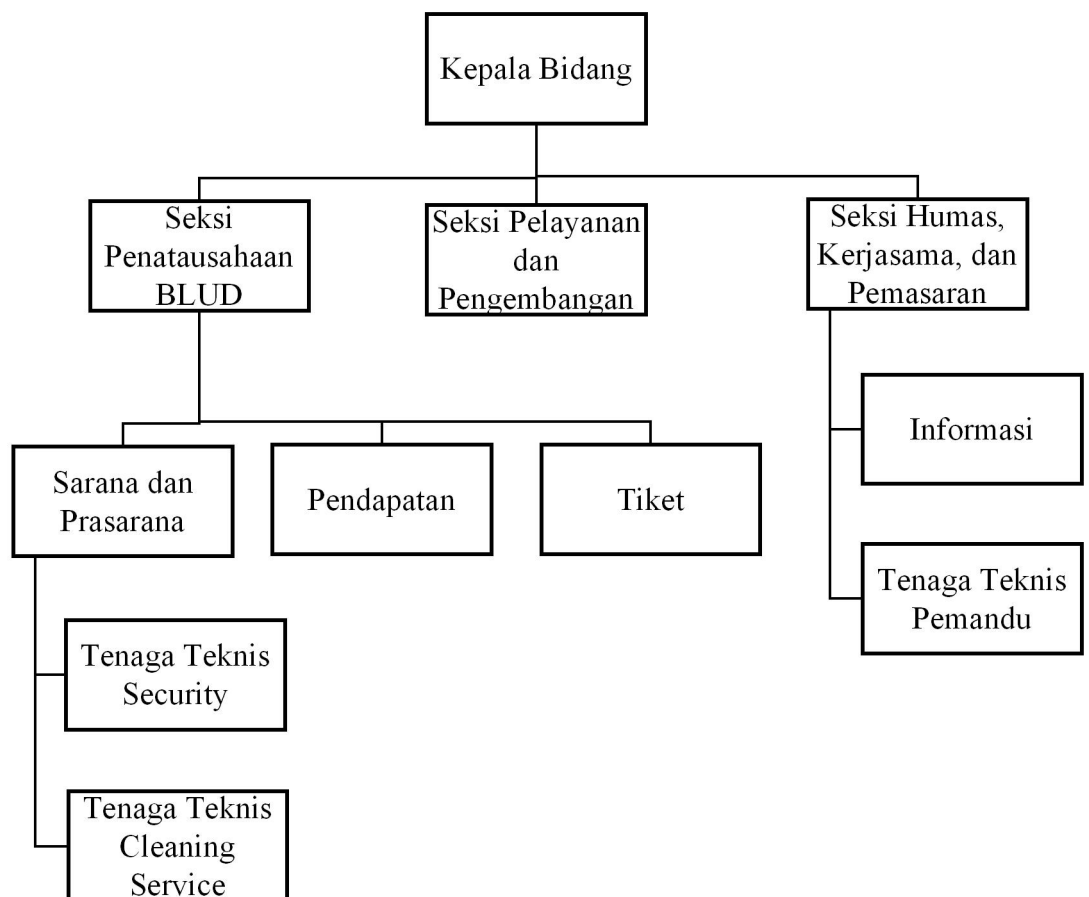 Kepala Bidang
Seksi
Penatausahaan
BLUD
Seksi Pelayanan
dan
Pengembangan
Seksi Humas,
Kerjasama, dan
Pemasaran
Informasi
Sarana dan
Prasarana
Pendapatan
Tiket
Tenaga Teknis
Pemandu
Tenaga Teknis
Security
Tenaga Teknis
Cleaning
Service